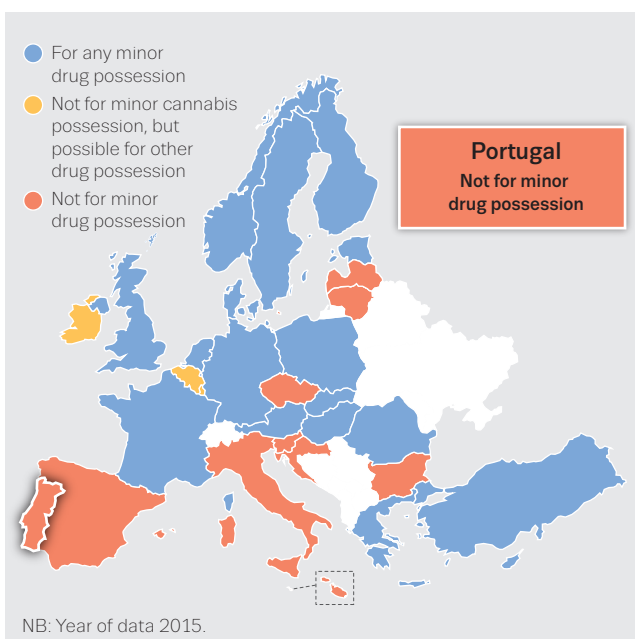 For any minor
drug possession
Not for minor cannabis
possession, but
possible for other
drug possession
Not for minor
drug possession
Portugal
Not for minor
drug possession
NB: Year of data 2015.